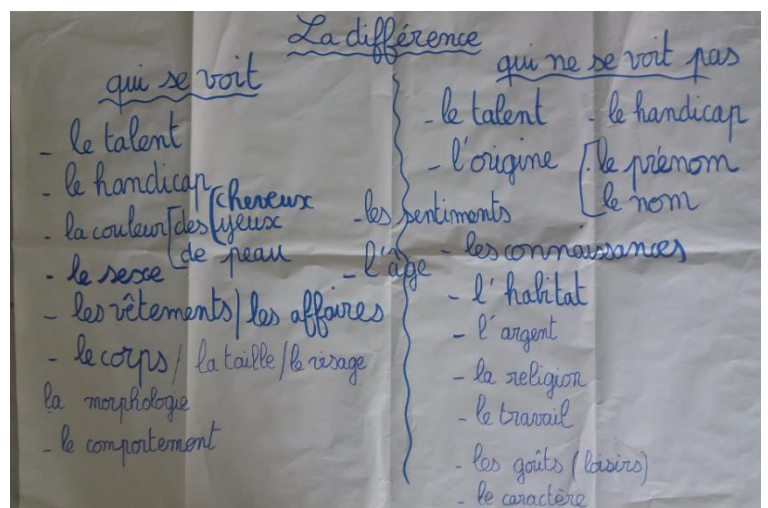 La différence
qui se voit
- le talent
- le handicap
- la couleur des cheveux
yeux
de peau
- le sexe
- les vêtements / les affaires
- le corps / la taille / le visage
la morphologie
- le comportement
- les sentiments
- l'âge
qui ne se voit pas
- le talent - le handicap
- l'origine le prénom
le nom
- les connaissances
- l'habitat
- l'argent
- la religion
- le travail
- les goûts (loisirs)
- le caractère